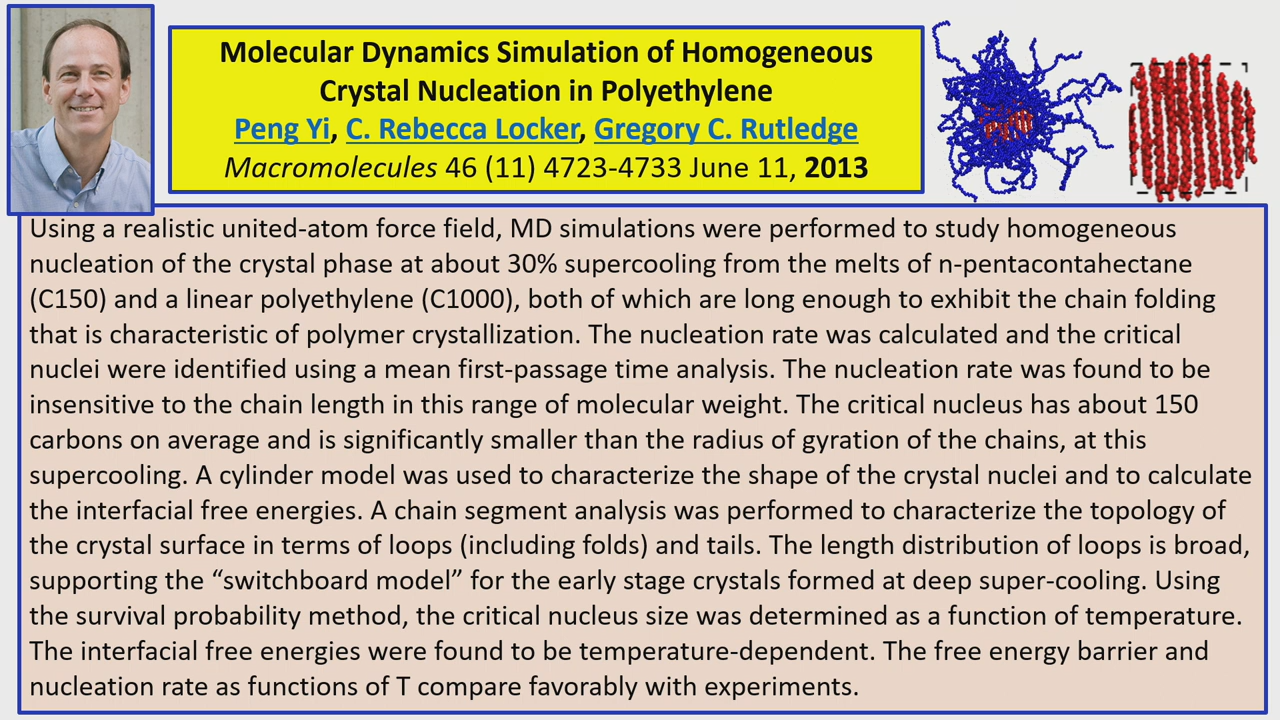 Molecular Dynamics Simulation of Homogeneous
Crystal Nucleation in Polyethylene
Peng Yi, C. Rebecca Locker, Gregory C. Rutledge
Macromolecules 46 (11) 4723-4733 June 11, 2013
Using a realistic united-atom force field, MD simulations were performed to study homogeneous
nucleation of the crystal phase at about 30% supercooling from the melts of n-pentacontahectane
(C150) and a linear polyethylene (C1000), both of which are long enough to exhibit the chain folding
that is characteristic of polymer crystallization. The nucleation rate was calculated and the critical
nuclei were identified using a mean first-passage time analysis. The nucleation rate was found to be
insensitive to the chain length in this range of molecular weight. The critical nucleus has about 150
carbons on average and is significantly smaller than the radius of gyration of the chains, at this
supercooling. A cylinder model was used to characterize the shape of the crystal nuclei and to calculate
the interfacial free energies. A chain segment analysis was performed to characterize the topology of
the crystal surface in terms of loops (including folds) and tails. The length distribution of loops is broad,
supporting the “switchboard model” for the early stage crystals formed at deep super-cooling. Using
the survival probability method, the critical nucleus size was determined as a function of temperature.
The interfacial free energies were found to be temperature-dependent. The free energy barrier and
nucleation rate as functions of T compare favorably with experiments.